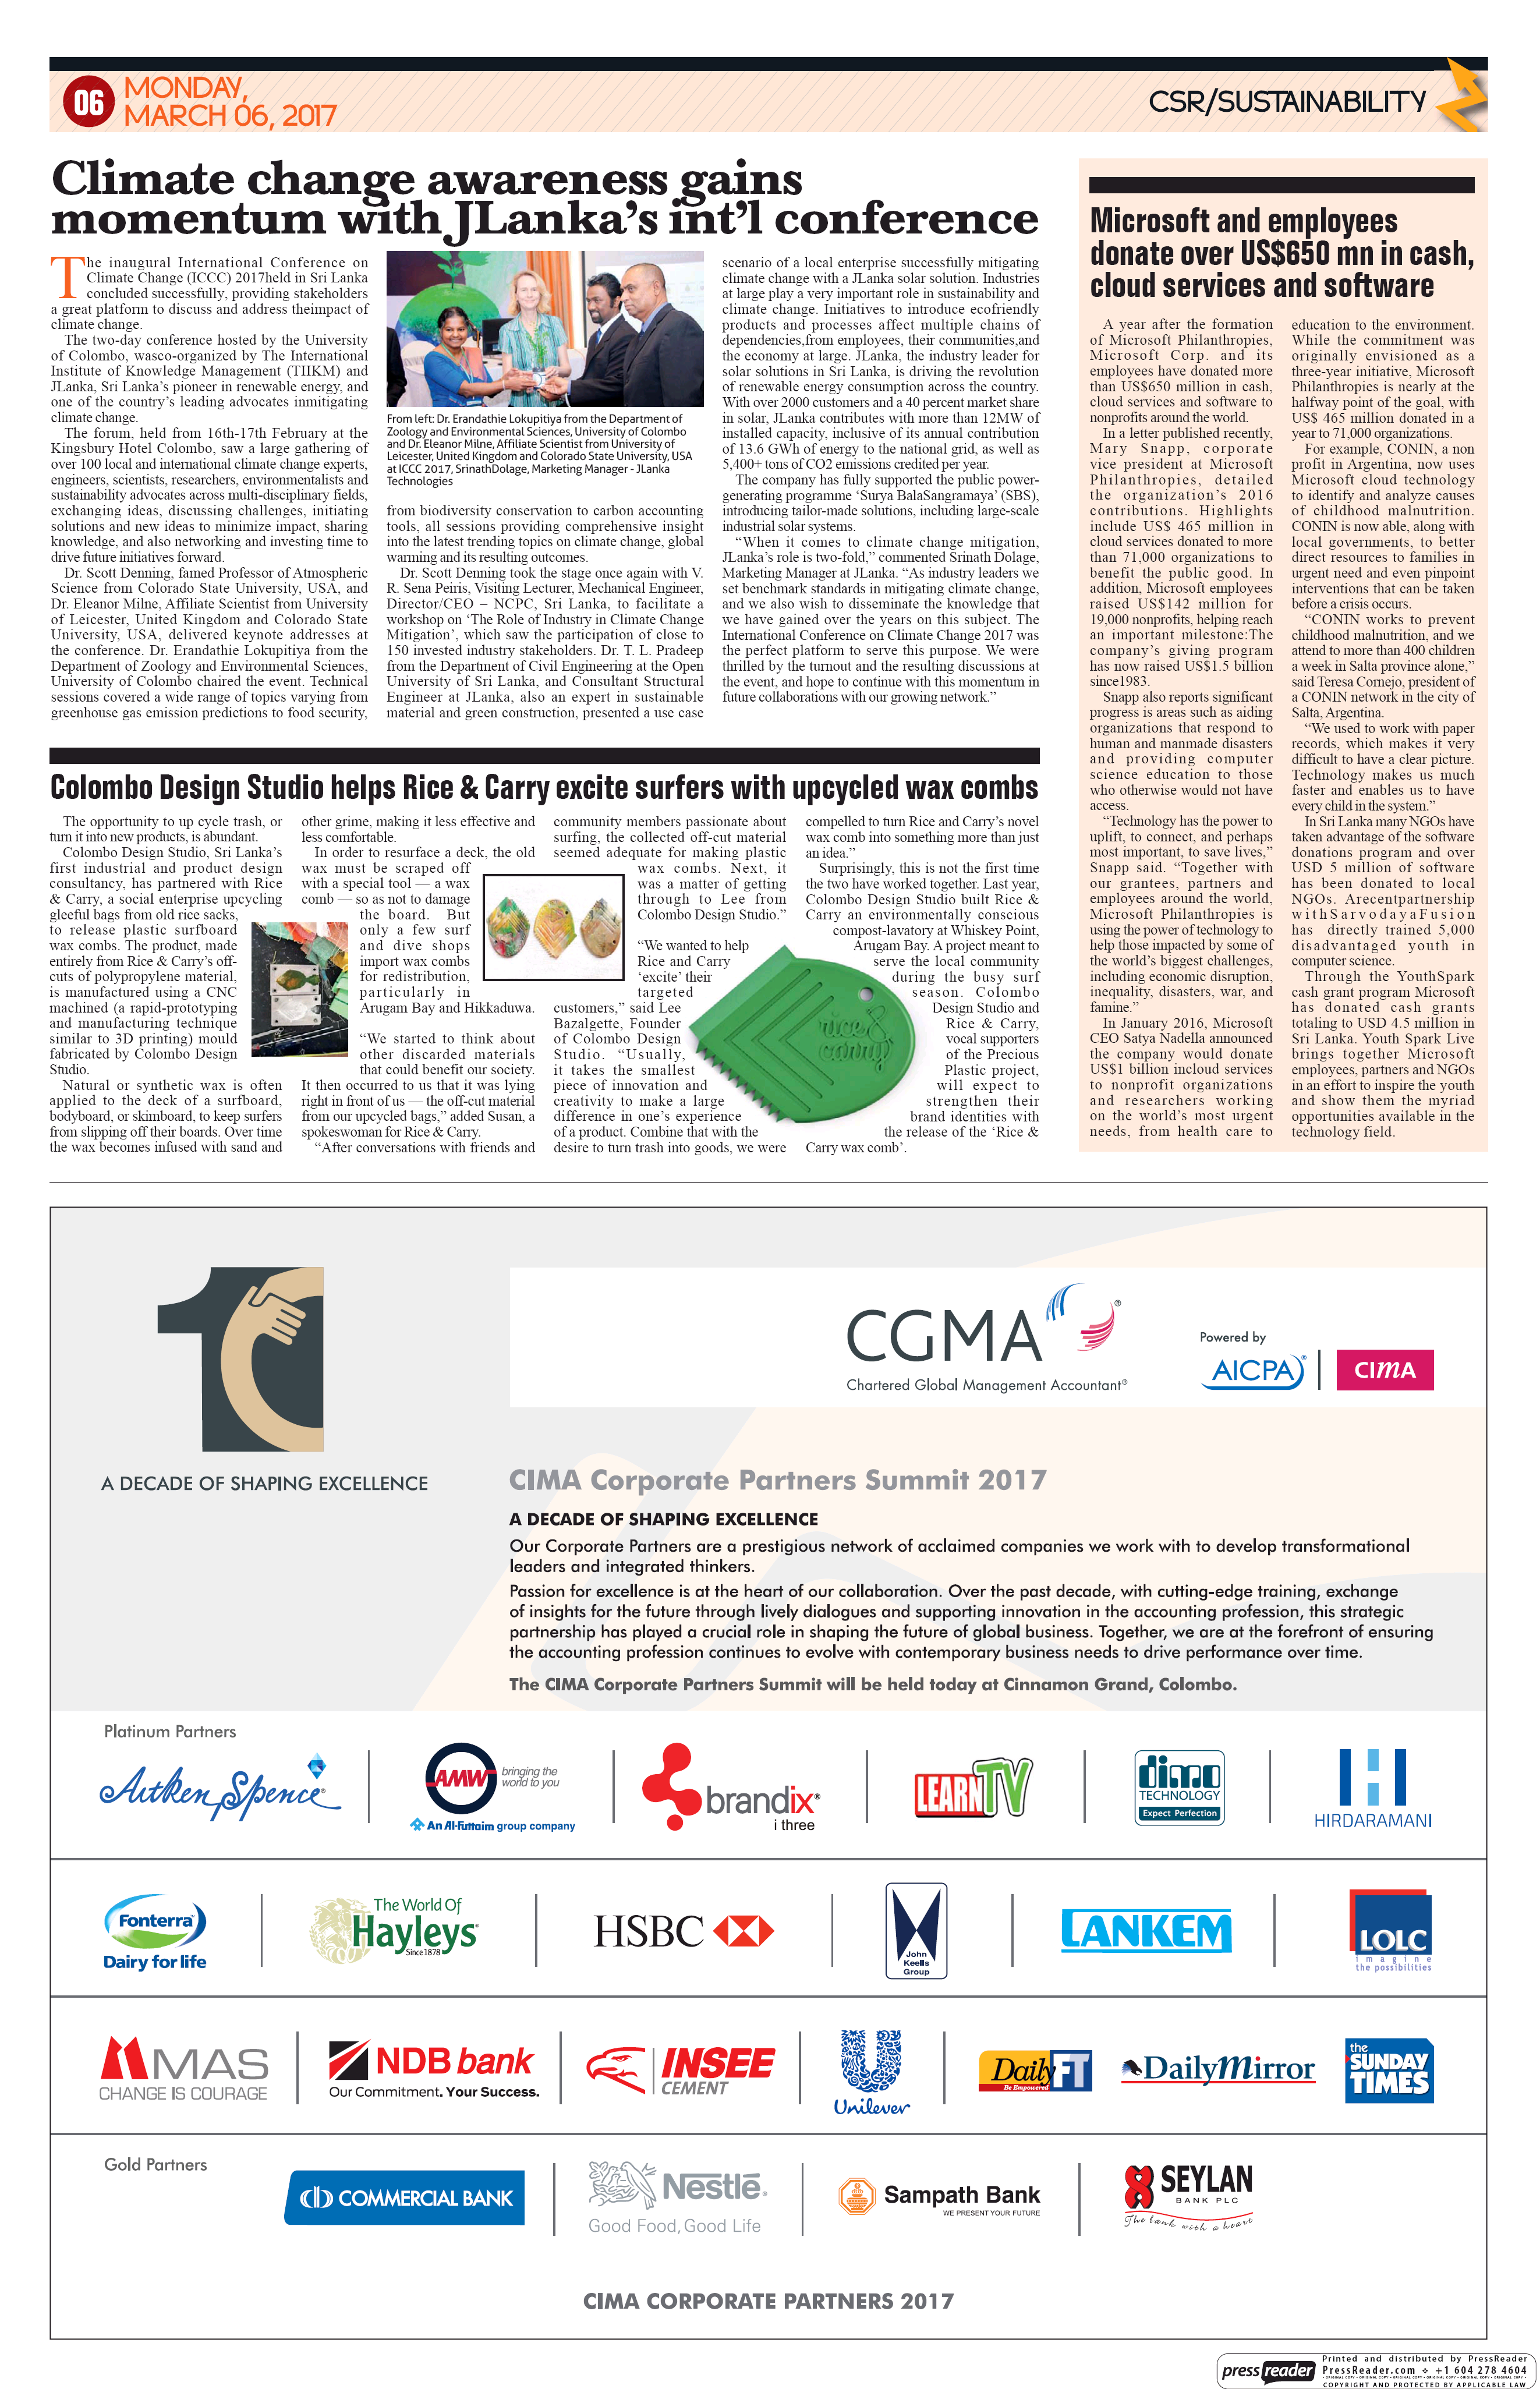 06
MONDAY,
MARCH 06, 2017
CSR/SUSTAINABILITY
Climate change awareness gains
momentum with JLanka's int'l conference
The inaugural International Conference on
Climate Change (ICCC) 2017held in Sri Lanka
concluded successfully, providing stakeholders
a great platform to discuss and address theimpact of
climate change.
The two-day conference hosted by the University
of Colombo, wasco-organized by The International
Institute of Knowledge Management (TIIKM) and
JLanka, Sri Lanka's pioneer in renewable energy, and
one of the country's leading advocates inmitigating
climate change.
The forum, held from 16th-17th February at the
Kingsbury Hotel Colombo, saw a large gathering of
over 100 local and international climate change experts,
engineers, scientists, researchers, environmentalists and
sustainability advocates across multi-disciplinary fields,
exchanging ideas, discussing challenges, initiating
solutions and new ideas to minimize impact, sharing
knowledge, and also networking and investing time to
drive future initiatives forward.
Dr. Scott Denning, famed Professor of Atmospheric
Science from Colorado State University, USA, and
Dr. Eleanor Milne, Affiliate Scientist from University
of Leicester, United Kingdom and Colorado State
University, USA, delivered keynote addresses at
the conference. Dr. Erandathie Lokupitiya from the
Department of Zoology and Environmental Sciences,
University of Colombo chaired the event. Technical
sessions covered a wide range of topics varying from
greenhouse gas emission predictions to food security,
From left: Dr. Erandathie Lokupitiya from the Department of
Zoology and Environmental Sciences, University of Colombo
and Dr. Eleanor Milne, Affiliate Scientist from University of
Leicester, United Kingdom and Colorado State University, USA
at ICCC 2017, SrinathDolage, Marketing Manager - JLanka
Technologies
from biodiversity conservation to carbon accounting
tools, all sessions providing comprehensive insight
into the latest trending topics on climate change, global
warming and its resulting outcomes.
Dr. Scott Denning took the stage once again with V.
R. Sena Peiris, Visiting Lecturer, Mechanical Engineer,
Director/CEO – NCPC, Sri Lanka, to facilitate a
workshop on 'The Role of Industry in Climate Change
Mitigation', which saw the participation of close to
150 invested industry stakeholders. Dr. T. L. Pradeep
from the Department of Civil Engineering at the Open
University of Sri Lanka, and Consultant Structural
Engineer at JLanka, also an expert in sustainable
material and green construction, presented a use case
scenario of a local enterprise successfully mitigating
climate change with a JLanka solar solution. Industries
at large play a very important role in sustainability and
climate change. Initiatives to introduce ecofriendly
products and processes affect multiple chains of
dependencies,from employees, their communities,and
the economy at large. JLanka, the industry leader for
solar solutions in Sri Lanka, is driving the revolution
of renewable energy consumption across the country.
With over 2000 customers and a 40 percent market share
in solar, JLanka contributes with more than 12MW of
installed capacity, inclusive of its annual contribution
of 13.6 GWh of energy to the national grid, as well as
5,400+ tons of CO2 emissions credited per year.
The company has fully supported the public power-
generating programme 'Surya BalaSangramaya' (SBS),
introducing tailor-made solutions, including large-scale
industrial solar systems.
"When it comes to climate change mitigation,
JLanka's role is two-fold," commented Srinath Dolage,
Marketing Manager at JLanka. "As industry leaders we
set benchmark standards in mitigating climate change,
and we also wish to disseminate the knowledge that
we have gained over the years on this subject. The
International Conference on Climate Change 2017 was
the perfect platform to serve this purpose. We were
thrilled by the turnout and the resulting discussions at
the event, and hope to continue with this momentum in
future collaborations with our growing network."
Microsoft and employees
donate over US$650 mn in cash,
cloud services and software
A year after the formation
of Microsoft Philanthropies,
Microsoft Corp. and its
employees have donated more
than US$650 million in cash,
cloud services and software to
nonprofits around the world.
In a letter published recently,
Mary Snapp, corporate
vice president at Microsoft
Philanthropies, detailed
the organization's 2016
contributions. Highlights
include US$ 465 million in
cloud services donated to more
than 71,000 organizations to
benefit the public good. In
addition, Microsoft employees
raised US$142 million for
19,000 nonprofits, helping reach
an important milestone:The
company's giving program
has now raised US$1.5 billion
since1983.
Snapp also reports significant
progress is areas such as aiding
organizations that respond to
human and manmade disasters
and providing computer
science education to those
who otherwise would not have
access.
"Technology has the power to
uplift, to connect, and perhaps
most important, to save lives,"
Snapp said. "Together with
our grantees, partners and
employees around the world,
Microsoft Philanthropies is
using the power of technology to
help those impacted by some of
the world's biggest challenges,
including economic disruption,
inequality, disasters, war, and
famine."
In January 2016, Microsoft
CEO Satya Nadella announced
the company would donate
US$1 billion incloud services
to nonprofit organizations
and researchers working
on the world's most urgent
needs, from health care to
education to the environment.
While the commitment was
originally envisioned as a
three-year initiative, Microsoft
Philanthropies is nearly at the
halfway point of the goal, with
US$ 465 million donated in a
year to 71,000 organizations.
For example, CONIN, a non
profit in Argentina, now uses
Microsoft cloud technology
to identify and analyze causes
of childhood malnutrition.
CONIN is now able, along with
local governments, to better
direct resources to families in
urgent need and even pinpoint
interventions that can be taken
before a crisis occurs.
"CONIN works to prevent
childhood malnutrition, and we
attend to more than 400 children
a week in Salta province alone,"
said Teresa Cornejo, president of
a CONIN network in the city of
Salta, Argentina.
"We used to work with paper
records, which makes it very
difficult to have a clear picture.
Technology makes us much
faster and enables us to have
every child in the system."
In Sri Lanka many NGOs have
taken advantage of the software
donations program and over
USD 5 million of software
has been donated to local
NGOs. Arecentpartnership
withSarvodayaFusion
has directly trained 5,000
disadvantaged youth in
computer science.
Through the YouthSpark
cash grant program Microsoft
has donated cash grants
totaling to USD 4.5 million in
Sri Lanka. Youth Spark Live
brings together Microsoft
employees, partners and NGOs
in an effort to inspire the youth
and show them the myriad
opportunities available in the
technology field.
Colombo Design Studio helps Rice & Carry excite surfers with upcycled wax combs
The opportunity to up cycle trash, or
turn it into new products, is abundant.
Colombo Design Studio, Sri Lanka's
first industrial and product design
consultancy, has partnered with Rice
& Carry, a social enterprise upcycling
gleeful bags from old rice sacks,
to release plastic surfboard
wax combs. The product, made
entirely from Rice & Carry's off-
cuts of polypropylene material,
is manufactured using a CNC
machined (a rapid-prototyping
and manufacturing technique
similar to 3D printing) mould
fabricated by Colombo Design
Studio.
Natural or synthetic wax is often
applied to the deck of a surfboard,
bodyboard, or skimboard, to keep surfers
from slipping off their boards. Over time
the wax becomes infused with sand and
other grime, making it less effective and
less comfortable.
In order to resurface a deck, the old
wax must be scraped off
with a special tool — a wax
comb — so as not to damage
the board. But
only a few surf
and dive shops
import wax combs
for redistribution,
particularly in
Arugam Bay and Hikkaduwa.
"We started to think about
other discarded materials
that could benefit our society.
It then occurred to us that it was lying
right in front of us — the off-cut material
from our upcycled bags," added Susan, a
spokeswoman for Rice & Carry.
"After conversations with friends and
community members passionate about
surfing, the collected off-cut material
seemed adequate for making plastic
wax combs. Next, it
was a matter of getting
through to Lee from
Colombo Design Studio."
"We wanted to help
Rice and Carry
'excite' their
targeted
customers," said Lee
Bazalgette, Founder
of Colombo Design
Studio. "Usually,
it takes the smallest
piece of innovation and
creativity to make a large
difference in one's experience
of a product. Combine that with the
desire to turn trash into goods, we were
compelled to turn Rice and Carry's novel
wax comb into something more than just
an idea."
Surprisingly, this is not the first time
the two have worked together. Last year,
Colombo Design Studio built Rice &
Carry an environmentally conscious
compost-lavatory at Whiskey Point,
Arugam Bay. A project meant to
serve the local community
during the busy surf
season. Colombo
Design Studio and
Rice & Carry,
vocal supporters
of the Precious
Plastic project,
will expect to
strengthen their
brand identities with
the release of the 'Rice &
Carry wax comb'.
rice &
carry
10
A DECADE OF SHAPING EXCELLENCE
CGMA®
Chartered Global Management Accountant®
Powered by
AICPA®
CIMA
CIMA Corporate Partners Summit 2017
A DECADE OF SHAPING EXCELLENCE
Our Corporate Partners are a prestigious network of acclaimed companies we work with to develop transformational
leaders and integrated thinkers.
Passion for excellence is at the heart of our collaboration. Over the past decade, with cutting-edge training, exchange
of insights for the future through lively dialogues and supporting innovation in the accounting profession, this strategic
partnership has played a crucial role in shaping the future of global business. Together, we are at the forefront of ensuring
the accounting profession continues to evolve with contemporary business needs to drive performance over time.
The CIMA Corporate Partners Summit will be held today at Cinnamon Grand, Colombo.
Platinum Partners
Aitken Spence®
AMW
bringing the
world to you
An Al-Futtaim group company
brandix®
i three
LEARN TV
dimo
TECHNOLOGY
Expect Perfection
HIRDARAMANI
Fonterra
Dairy for life
The World Of
Hayleys
Since 1878
HSBC
John
Keells
Group
LANKEM
LOLC
imagine
the possibilities
MAS
CHANGE IS COURAGE
NDB bank
Our Commitment. Your Success.
INSEE
CEMENT
Unilever
Daily FT
Be Empowered
Daily Mirror
the
SUNDAY
TIMES
Gold Partners
COMMERCIAL BANK
Nestlé®
Good Food, Good Life
Sampath Bank
WE PRESENT YOUR FUTURE
SEYLAN
BANK PLC
The bank with a heart
CIMA CORPORATE PARTNERS 2017
pressreader
Printed and distributed by PressReader
PressReader.com + +1 604 278 4604
ORIGINAL COPY • ORIGINAL COPY • ORIGINAL COPY • ORIGINAL COPY • ORIGINAL COPY • ORIGINAL COPY
COPYRIGHT AND PROTECTED BY APPLICABLE LAW